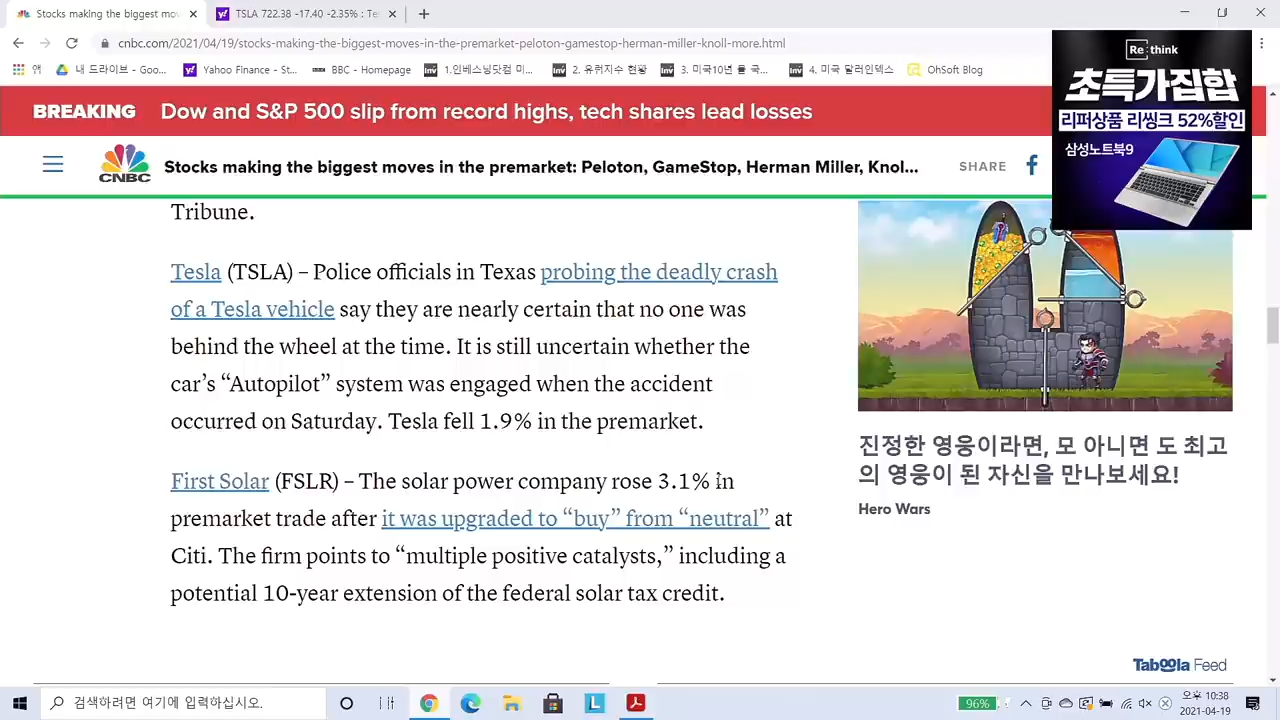 Stocks making the biggest mov
TSLA 722.38 -17.40 -2.35% : Te
cnbc.com/2021/04/19/stocks-making-the-biggest-moves-in-the-premarket-peloton-gamestop-herman-miller-knoll-more.html
앱 내 드라이브 - Goo... Yahoo Finance - St... BBC - Homepage 1.인베스닝닷컴 미... 2. 유럽지수 현황 3. 미국10년 물 국... 4. 미국 달러인덱스 OhSoft Blog
Re:think
초특가집합
리퍼상품 리씽크 52%할인
삼성노트북9
BREAKING Dow and S&P 500 slip from record highs, tech shares lead losses
CNBC
Stocks making the biggest moves in the premarket: Peloton, GameStop, Herman Miller, Knol...
SHARE
Tribune.
Tesla (TSLA) – Police officials in Texas probing the deadly crash
of a Tesla vehicle say they are nearly certain that no one was
behind the wheel at the time. It is still uncertain whether the
car’s “Autopilot” system was engaged when the accident
occurred on Saturday. Tesla fell 1.9% in the premarket.
First Solar (FSLR) – The solar power company rose 3.1% in
premarket trade after it was upgraded to “buy” from “neutral” at
Citi. The firm points to “multiple positive catalysts,” including a
potential 10-year extension of the federal solar tax credit.
진정한 영웅이라면, 모 아니면 도 최고
의 영웅이 된 자신을 만나보세요!
Hero Wars
Taboola Feed
검색하려면 여기에 입력하십시오.
96%
오후 10:38
2021-04-19